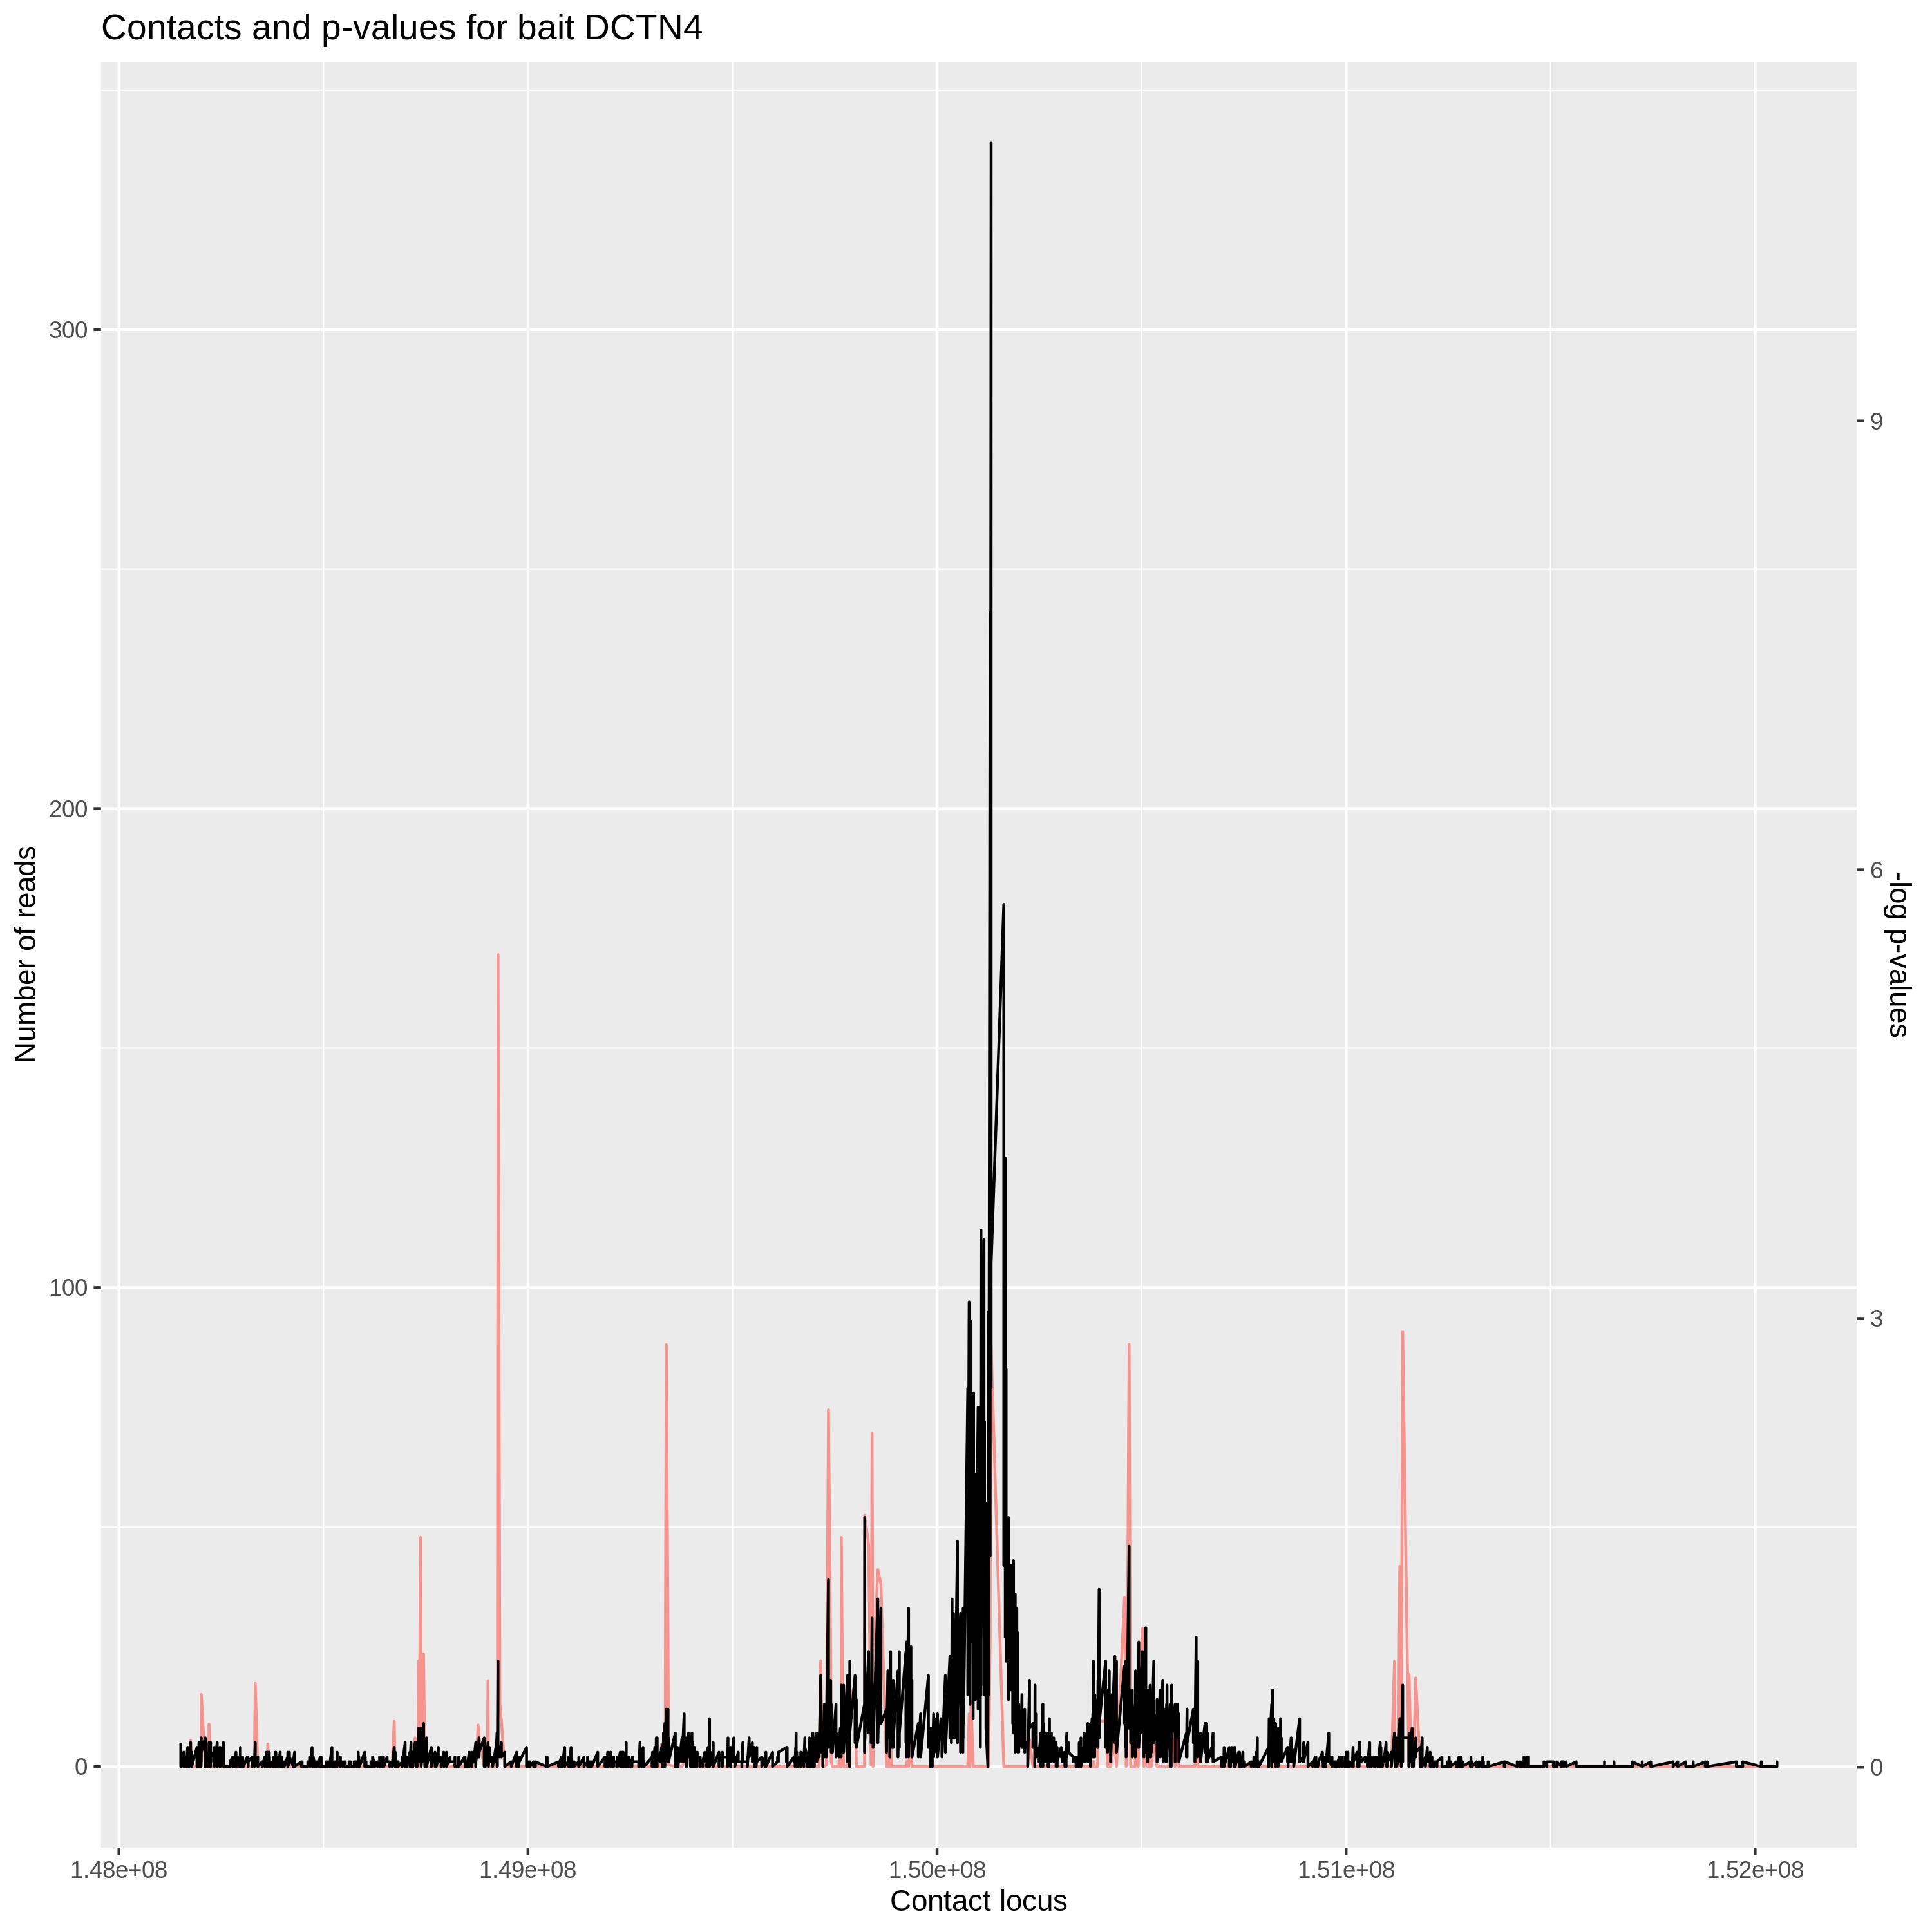 Contacts and p-values for bait DCTN4
300
200
100
0
Number of reads
9
6
3
0
-log p-values
1.48e+08
1.49e+08
1.50e+08
1.51e+08
1.52e+08
Contact locus